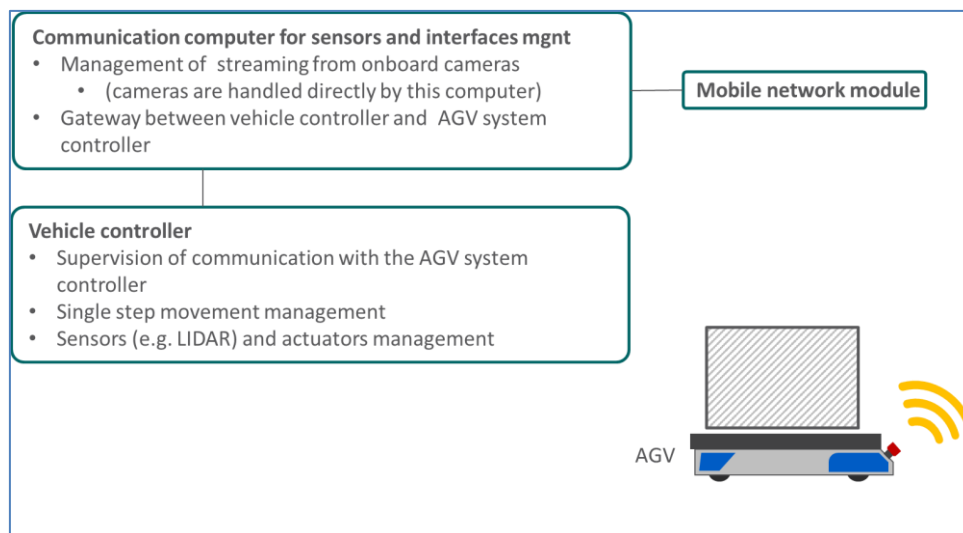 Communication computer for sensors and interfaces mgnt
• Management of streaming from onboard cameras
• (cameras are handled directly by this computer)
• Gateway between vehicle controller and AGV system
controller
Mobile network module
Vehicle controller
• Supervision of communication with the AGV system
controller
• Single step movement management
• Sensors (e.g. LIDAR) and actuators management
AGV